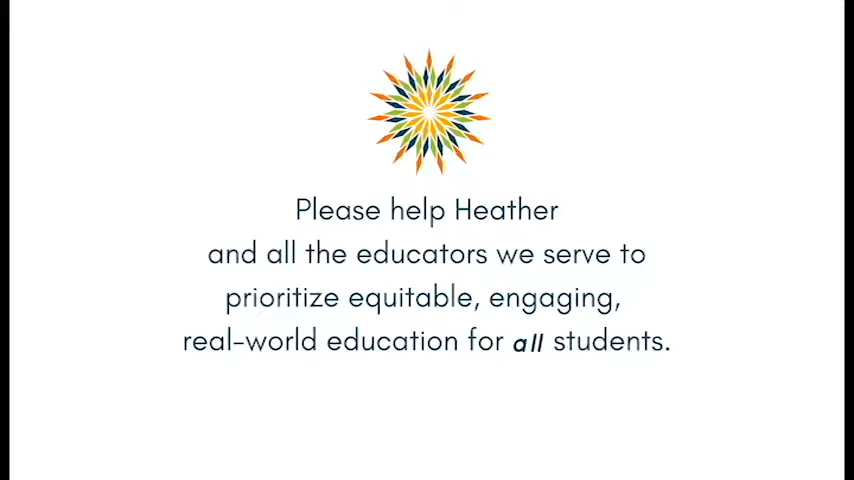 Please help Heather
and all the educators we serve to
prioritize equitable, engaging,
real-world education for all students.